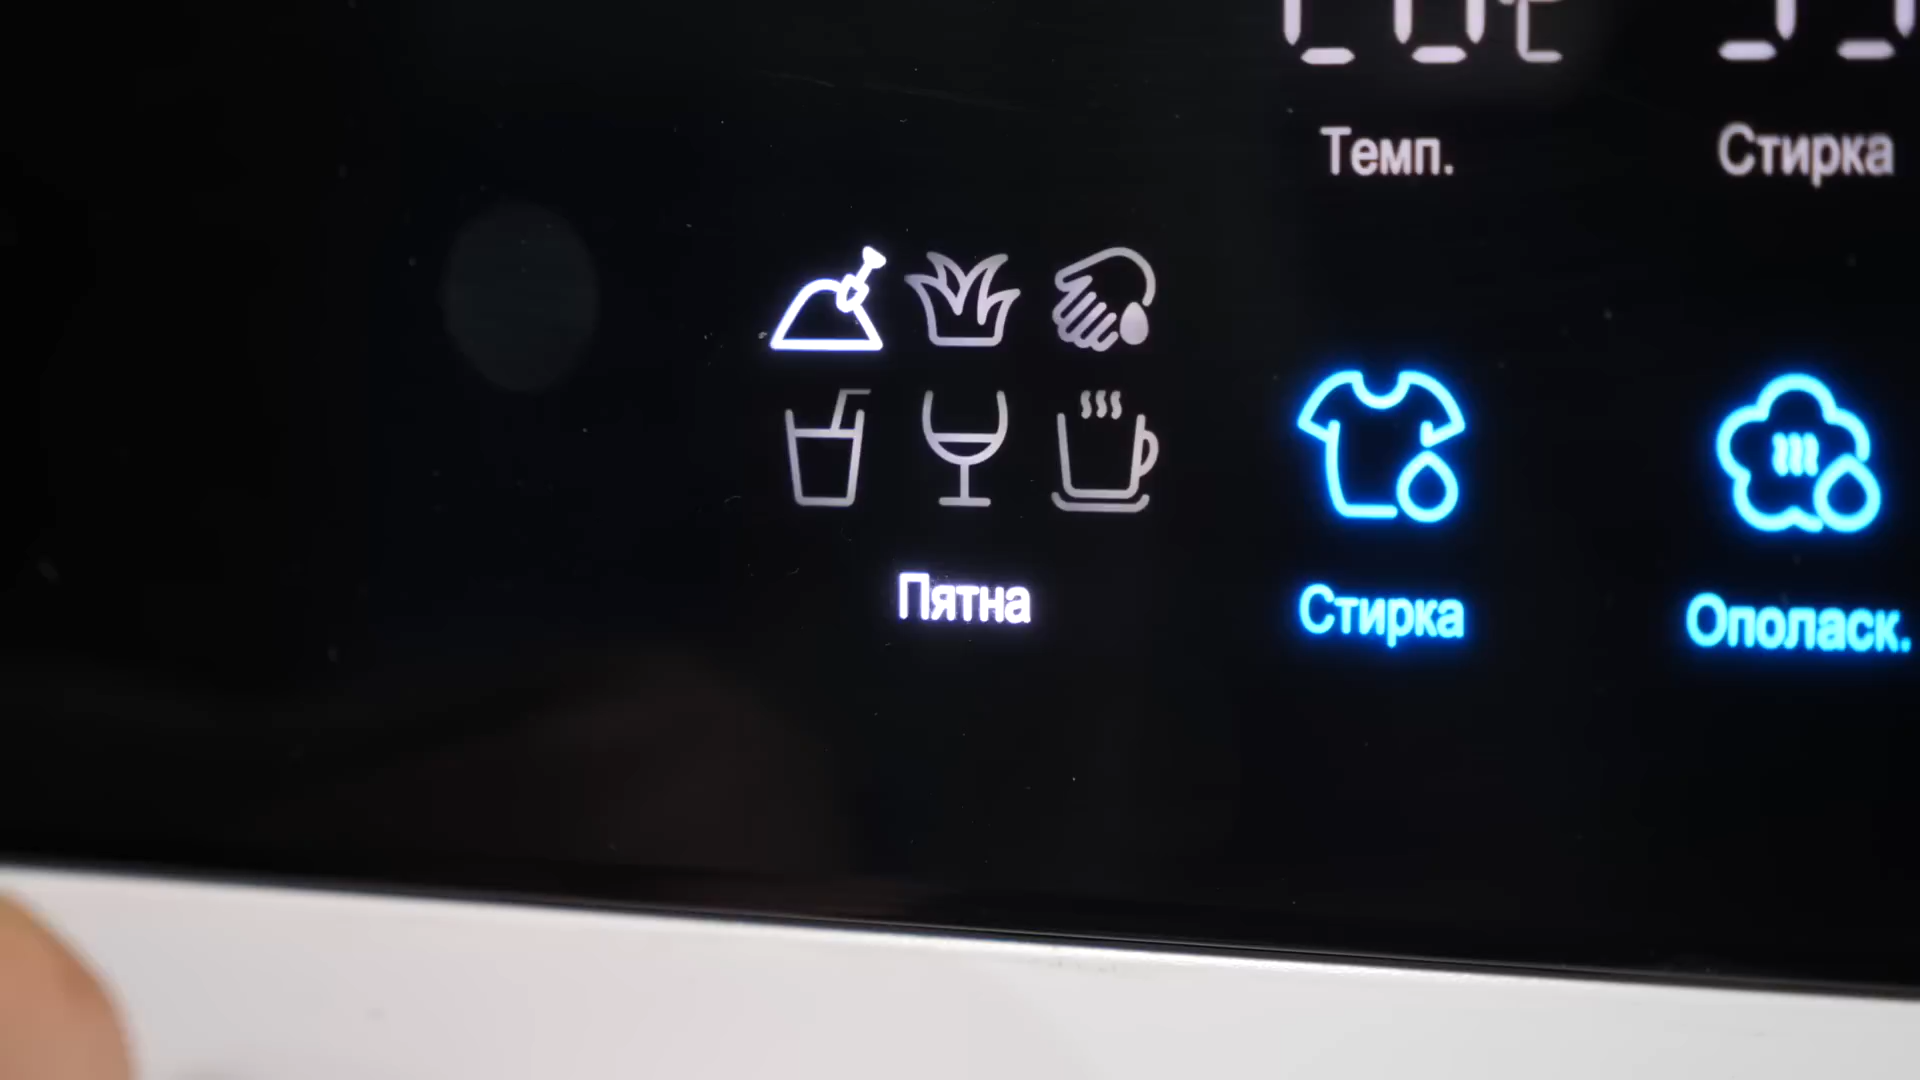 Темп.
Стирка
Пятна
Стирка
Ополаск.